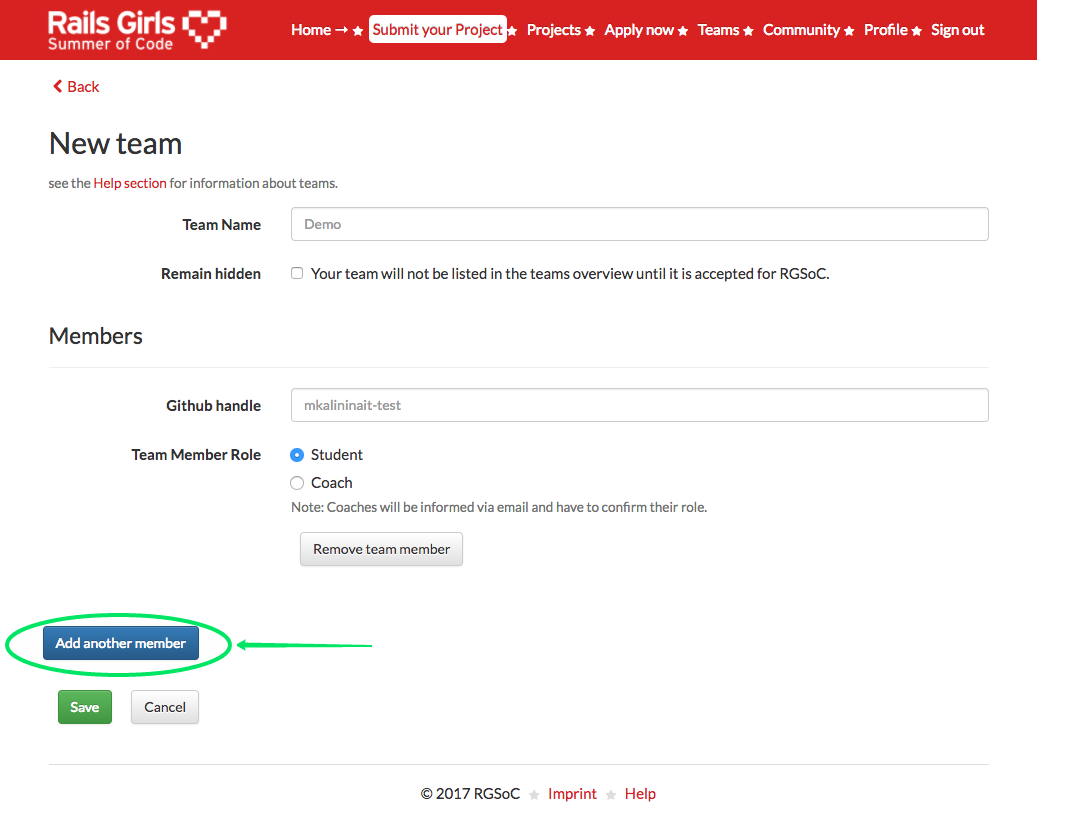 Rails Girls
Summer of Code
Home → ★ Submit your Project ★ Projects ★ Apply now ★ Teams ★ Community ★ Profile ★ Sign out
Back
New team
see the Help section for information about teams.
Team Name Demo
Remain hidden Your team will not be listed in the teams overview until it is accepted for RGSoC.
Members
Github handle mkalininait-test
Team Member Role Student
Coach
Note: Coaches will be informed via email and have to confirm their role.
Remove team member
Add another member
Save Cancel
© 2017 RGSoC ★ Imprint ★ Help